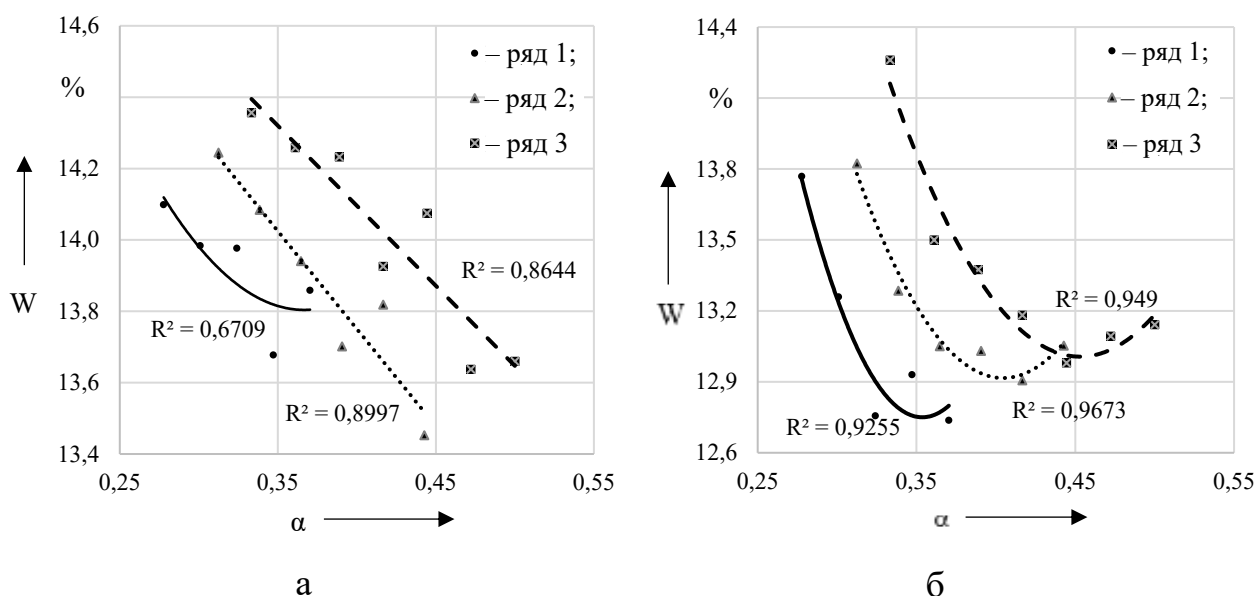 14,6
%
14,2
14,0
W
13,8
13,6
13,4
0,25
0,35
0,45
0,55
α
– ряд 1;
– ряд 2;
– ряд 3
R² = 0,8644
R² = 0,6709
R² = 0,8997
а
14,4
%
13,8
13,5
W
13,2
12,9
12,6
0,25
0,35
0,45
0,55
α
– ряд 1;
– ряд 2;
– ряд 3
R² = 0,949
R² = 0,9673
R² = 0,9255
б